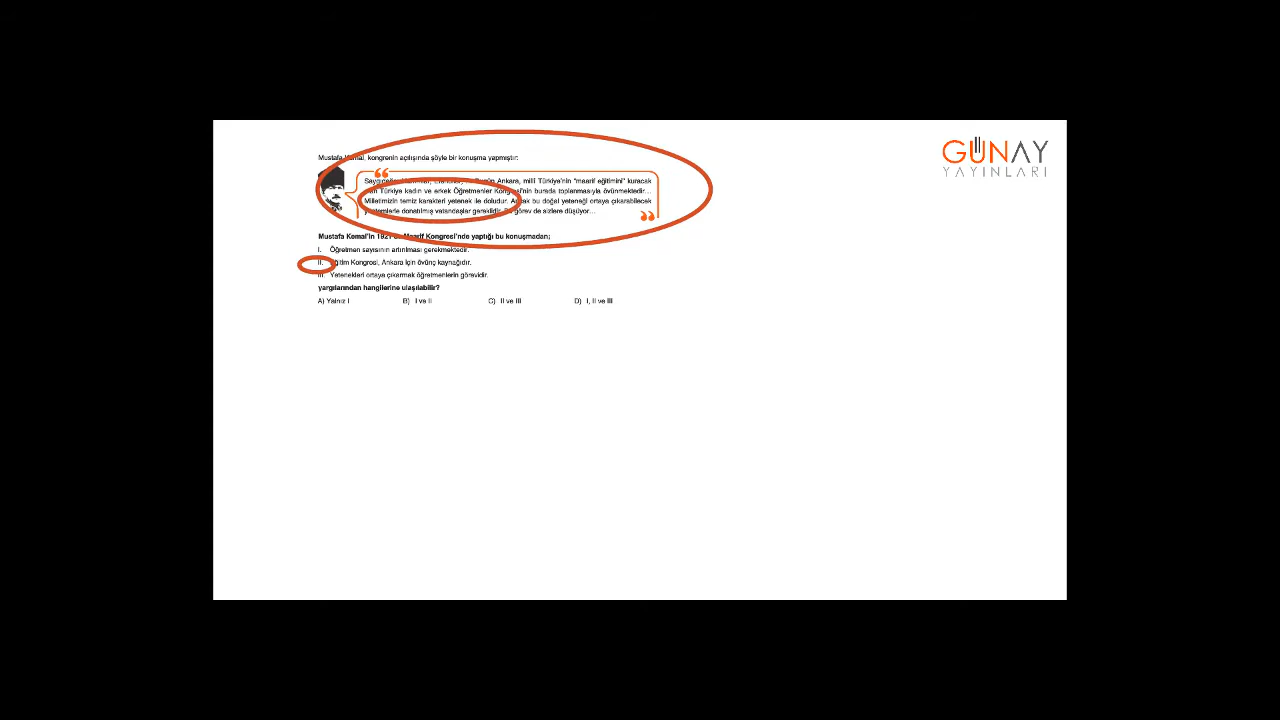 GÜNAY
YAYINLARI
Mustafa Kemal, kongrenin açılışında şöyle bir konuşma yapmıştır:
Bugün Ankara, millî Türkiye'nin "maarif eğitimini" kuracak
Türkiye kadın ve erkek Öğretmenler Kongresi'nin burada toplanmasıyla övünmektedir...
Milletimizin temiz karakteri yetenek ile doludur. Ancak bu doğal yeteneği ortaya çıkarabilecek
yöntemlerle donatılmış vatandaşlar gereklidir. Bu görev de sizlere düşüyor...
Mustafa Kemal'in 1921'de Maarif Kongresi'nde yaptığı bu konuşmadan;
I. Öğretmen sayısının artırılması gerekmektedir.
II. Eğitim Kongresi, Ankara için övünç kaynağıdır.
III. Yetenekleri ortaya çıkarmak öğretmenlerin görevidir.
yargılarından hangilerine ulaşılabilir?
A) Yalnız I B) I ve II C) II ve III D) I, II ve III